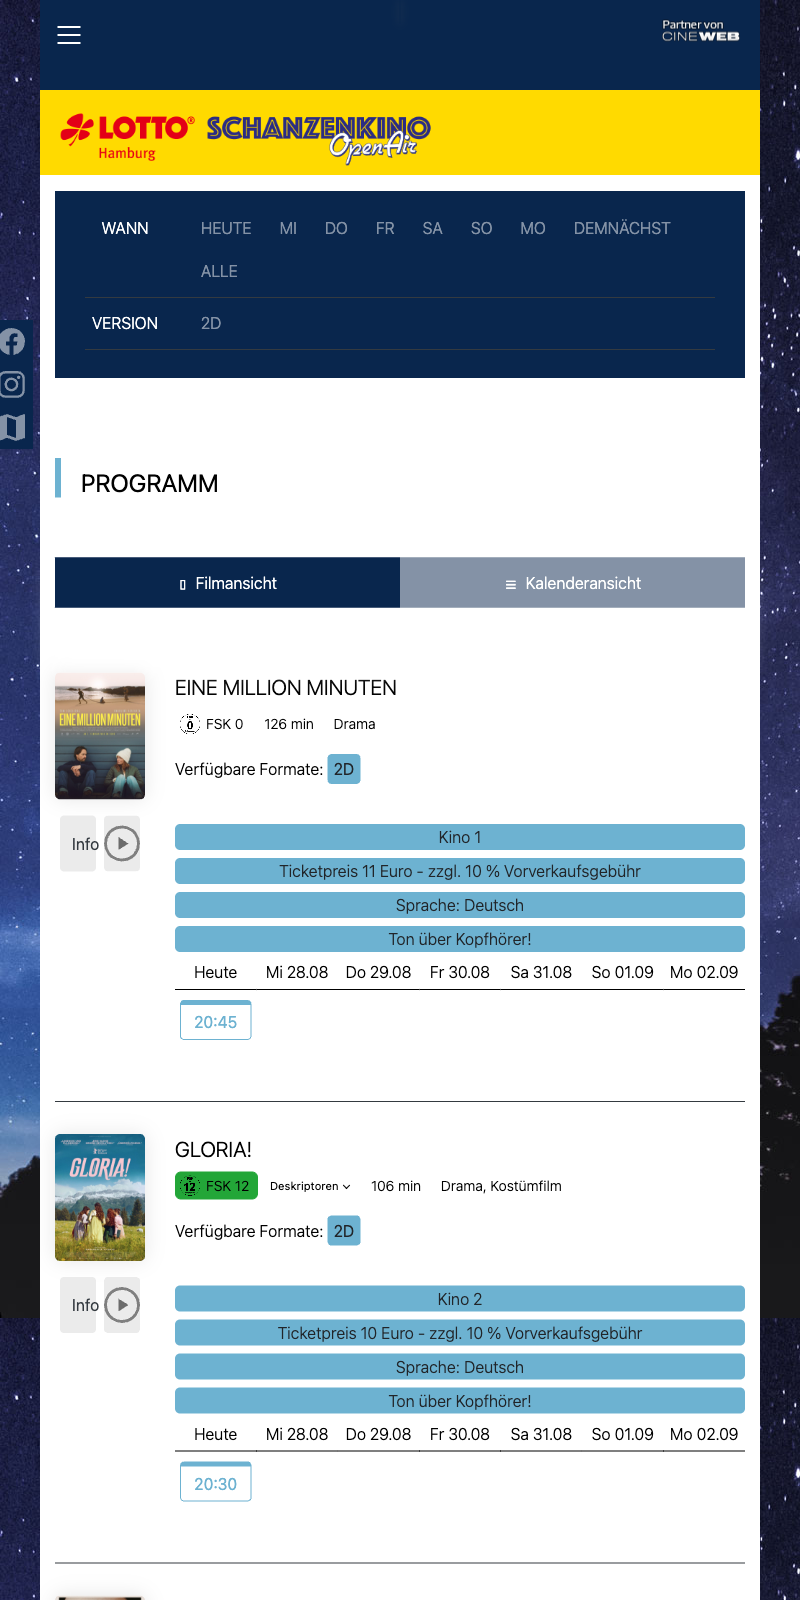 Partner von
CINEWEB
LOTTO®
Hamburg
SCHANZENKINO
OpenAir
WANN HEUTE MI DO FR SA SO MO DEMNÄCHST
ALLE
VERSION 2D
PROGRAMM
Filmansicht
Kalenderansicht
EINE MILLION MINUTEN
EINE MILLION MINUTEN
0 FSK 0 126 min Drama
Verfügbare Formate: 2D
Info
Kino 1
Ticketpreis 11 Euro - zzgl. 10 % Vorverkaufsgebühr
Sprache: Deutsch
Ton über Kopfhörer!
Heute Mi 28.08 Do 29.08 Fr 30.08 Sa 31.08 So 01.09 Mo 02.09
20:45
GLORIA!
GLORIA!
12 FSK 12 Deskriptoren 106 min Drama, Kostümfilm
Verfügbare Formate: 2D
Info
Kino 2
Ticketpreis 10 Euro - zzgl. 10 % Vorverkaufsgebühr
Sprache: Deutsch
Ton über Kopfhörer!
Heute Mi 28.08 Do 29.08 Fr 30.08 Sa 31.08 So 01.09 Mo 02.09
20:30